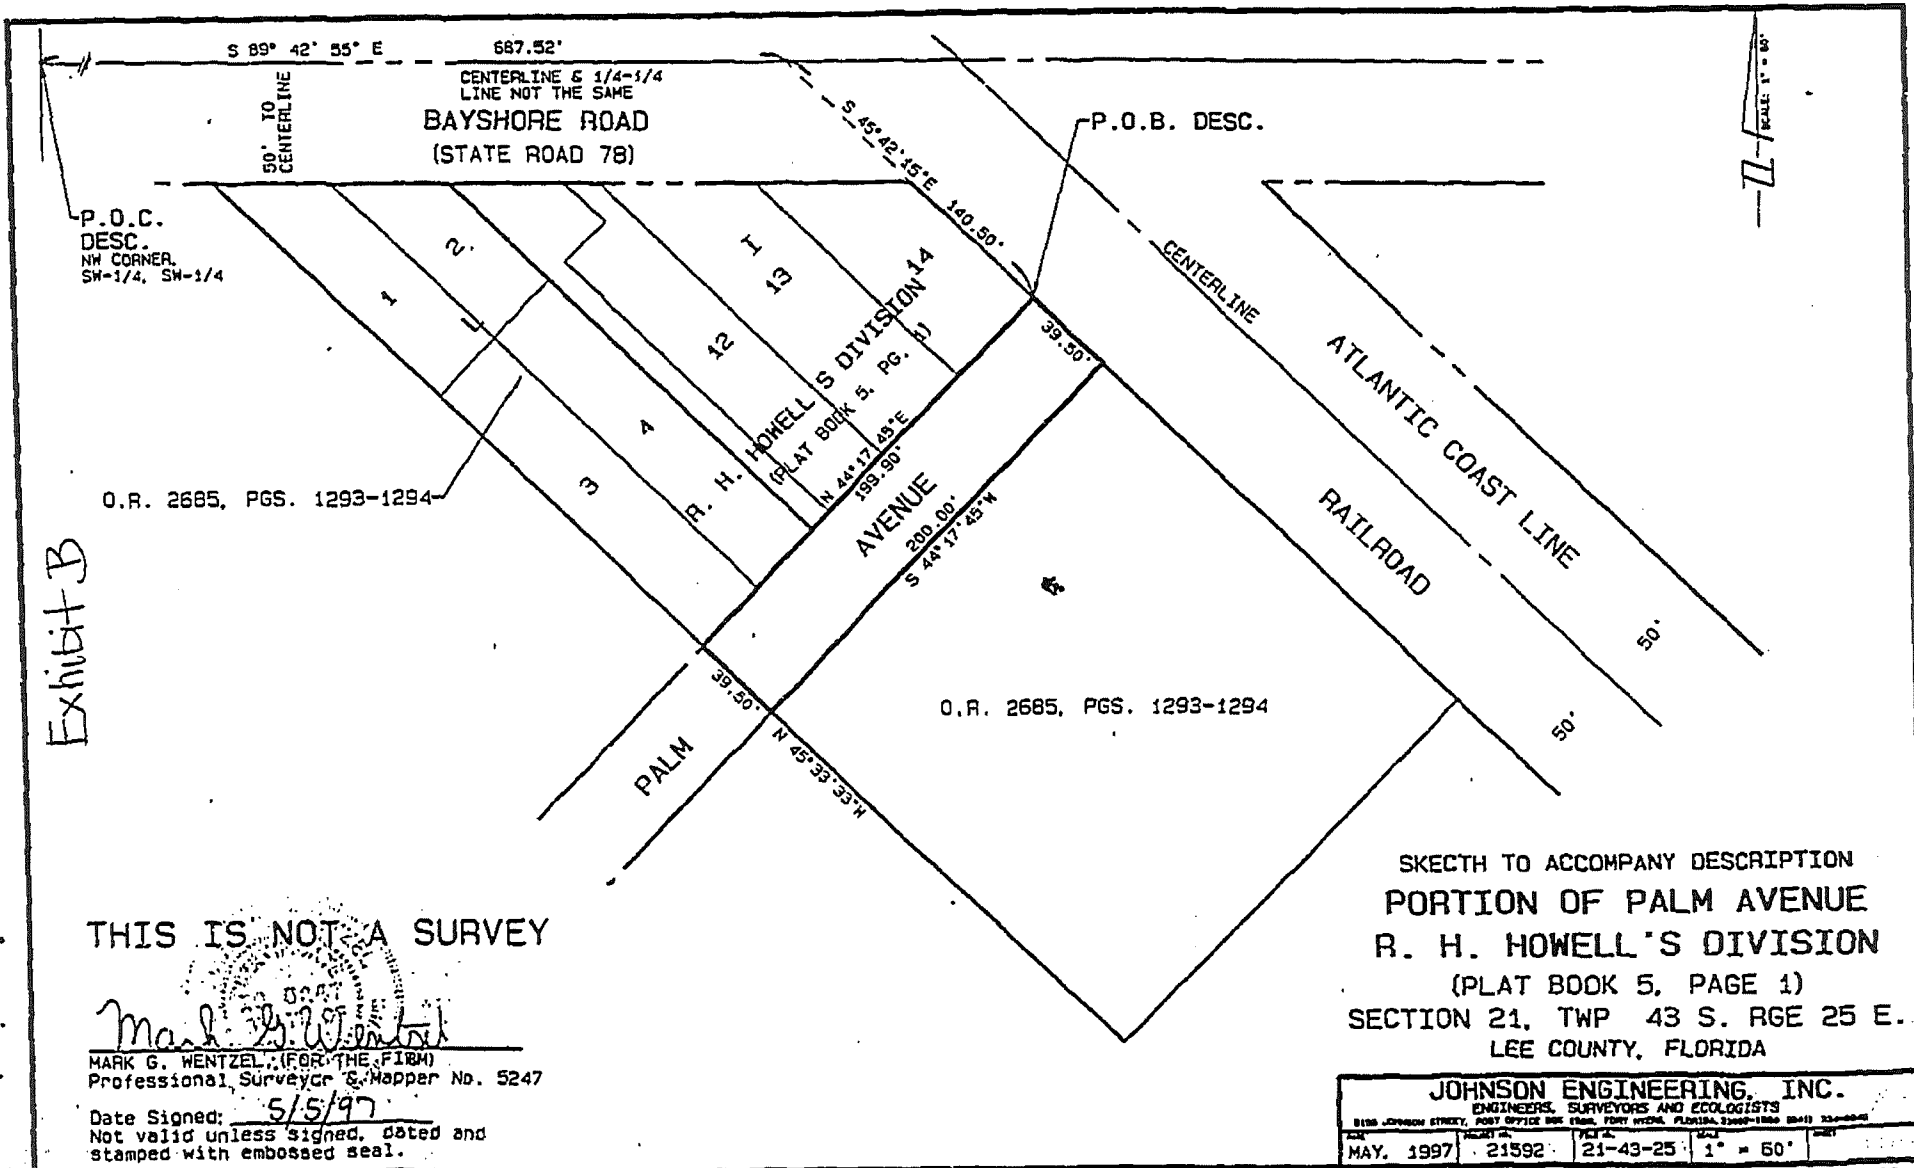 S 89° 42' 55" E 687.52'
CENTERLINE & 1/4-1/4
LINE NOT THE SAME
50' TO
CENTERLINE
BAYSHORE ROAD
(STATE ROAD 78)
S 45°42'15"E
140.50'
P.O.B. DESC.
P.O.C.
DESC.
NW CORNER,
SW-1/4, SW-1/4
1
2
3
4
12
13
14
R. H. HOWELL'S DIVISION
(PLAT BOOK 5, PG. 1)
N 44°17'45"E
199.90'
39.50'
CENTERLINE
ATLANTIC COAST LINE
RAILROAD
50'
50'
O.R. 2685, PGS. 1293-1294
PALM AVENUE
200.00'
S 44°17'45"W
39.50'
N 45°33'33"W
O.R. 2685, PGS. 1293-1294
Exhibit B
THIS IS NOT A SURVEY
Mark G. Wentzel
MARK G. WENTZEL (FOR THE FIRM)
Professional Surveyor & Mapper No. 5247
Date Signed: 5/5/97
Not valid unless signed, dated and
stamped with embossed seal.
SKECTH TO ACCOMPANY DESCRIPTION
PORTION OF PALM AVENUE
R. H. HOWELL'S DIVISION
(PLAT BOOK 5, PAGE 1)
SECTION 21, TWP 43 S. RGE 25 E.
LEE COUNTY, FLORIDA
JOHNSON ENGINEERING, INC.
ENGINEERS, SURVEYORS AND ECOLOGISTS
MAY, 1997 21592 21-43-25 1" = 60'
SCALE: 1" = 60'